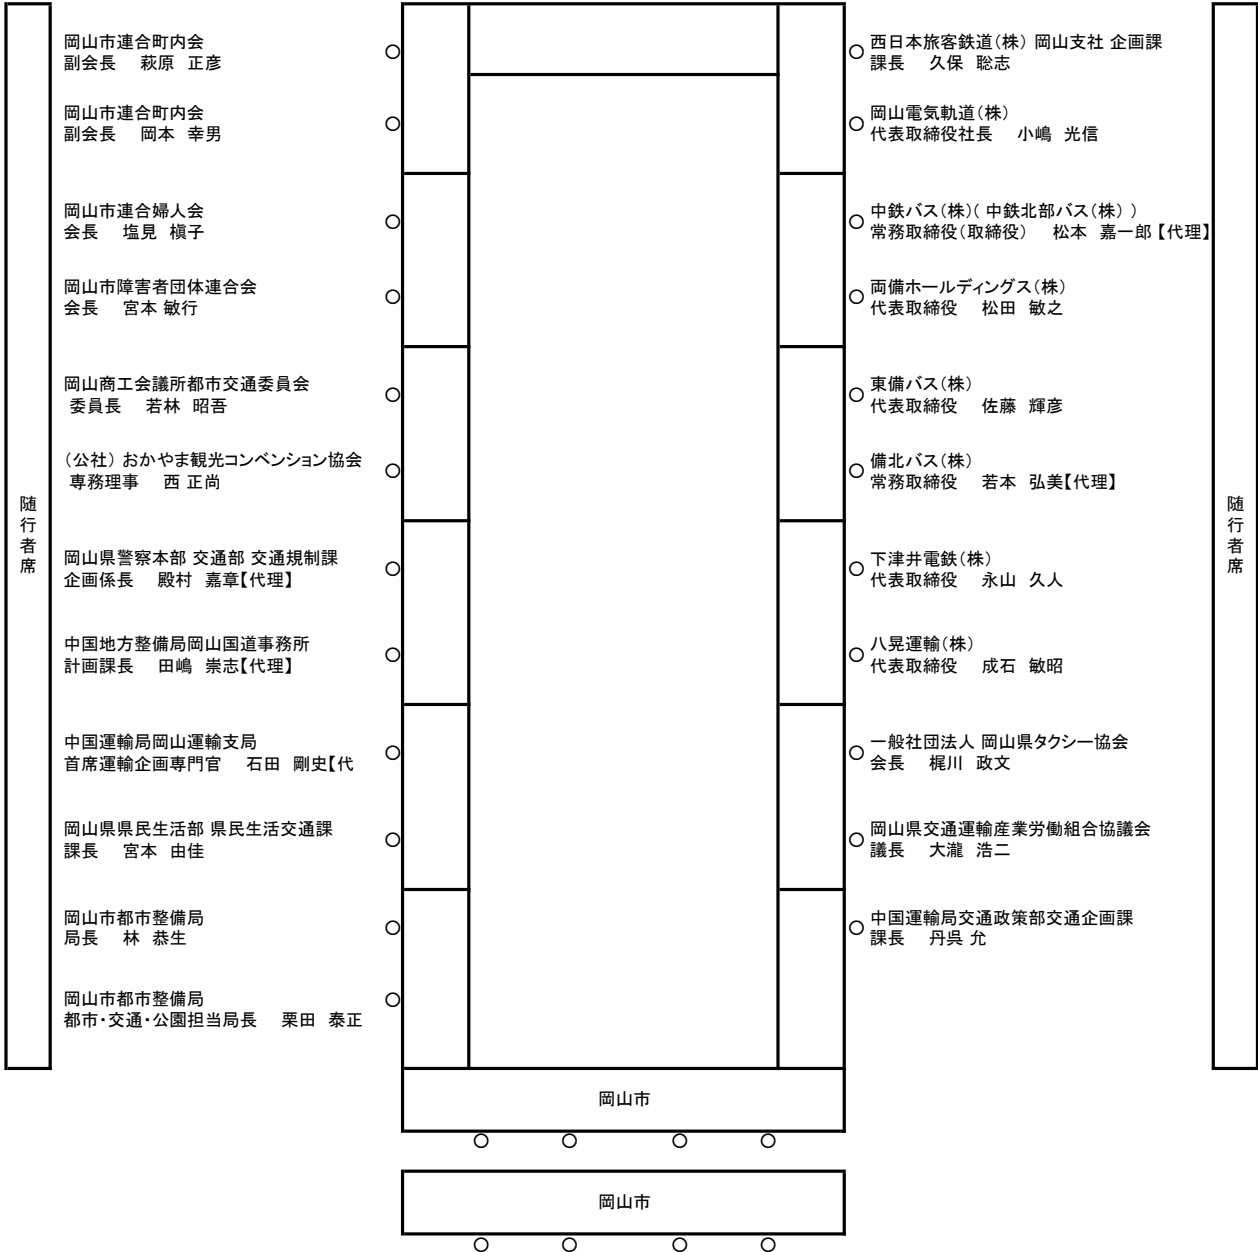 岡山市連合町内会
副会長　萩原 正彦
岡山市連合町内会
副会長　岡本 幸男
岡山市連合婦人会
会長　塩見 槇子
岡山市障害者団体連合会
会長　宮本 敏行
岡山商工会議所都市交通委員会
委員長　若林 昭吾
（公社）おかやま観光コンベンション協会
専務理事　西 正尚
岡山県警察本部 交通部 交通規制課
企画係長　殿村 嘉章【代理】
中国地方整備局岡山国道事務所
計画課長　田嶋 崇志【代理】
中国運輸局岡山運輸支局
首席運輸企画専門官　石田 剛史【代
岡山県県民生活部 県民生活交通課
課長　宮本 由佳
岡山市都市整備局
局長　林 恭生
岡山市都市整備局
都市・交通・公園担当局長　栗田 泰正
随行者席
西日本旅客鉄道（株） 岡山支社 企画課
課長　久保 聡志
岡山電気軌道（株）
代表取締役社長　小嶋 光信
中鉄バス（株）（ 中鉄北部バス（株） ）
常務取締役（取締役）　松本 嘉一郎【代理】
両備ホールディングス（株）
代表取締役　松田 敏之
東備バス（株）
代表取締役　佐藤 輝彦
備北バス（株）
常務取締役　若本 弘美【代理】
下津井電鉄（株）
代表取締役　永山 久人
八晃運輸（株）
代表取締役　成石 敏昭
一般社団法人 岡山県タクシー協会
会長　梶川 政文
岡山県交通運輸産業労働組合協議会
議長　大瀧 浩二
中国運輸局交通政策部交通企画課
課長　丹呉 允
随行者席
岡山市
岡山市